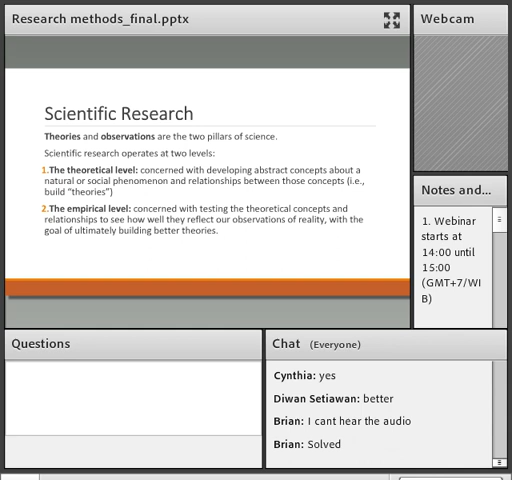 Research methods_final.pptx
Webcam
Scientific Research
Theories and observations are the two pillars of science.
Scientific research operates at two levels:
1.The theoretical level: concerned with developing abstract concepts about a
natural or social phenomenon and relationships between those concepts (i.e.,
build “theories”)
2.The empirical level: concerned with testing the theoretical concepts and
relationships to see how well they reflect our observations of reality, with the
goal of ultimately building better theories.
Notes and...
1. Webinar
starts at
14:00 until
15:00
(GMT+7/WI
B)
Questions
Chat (Everyone)
Cynthia: yes
Diwan Setiawan: better
Brian: I cant hear the audio
Brian: Solved